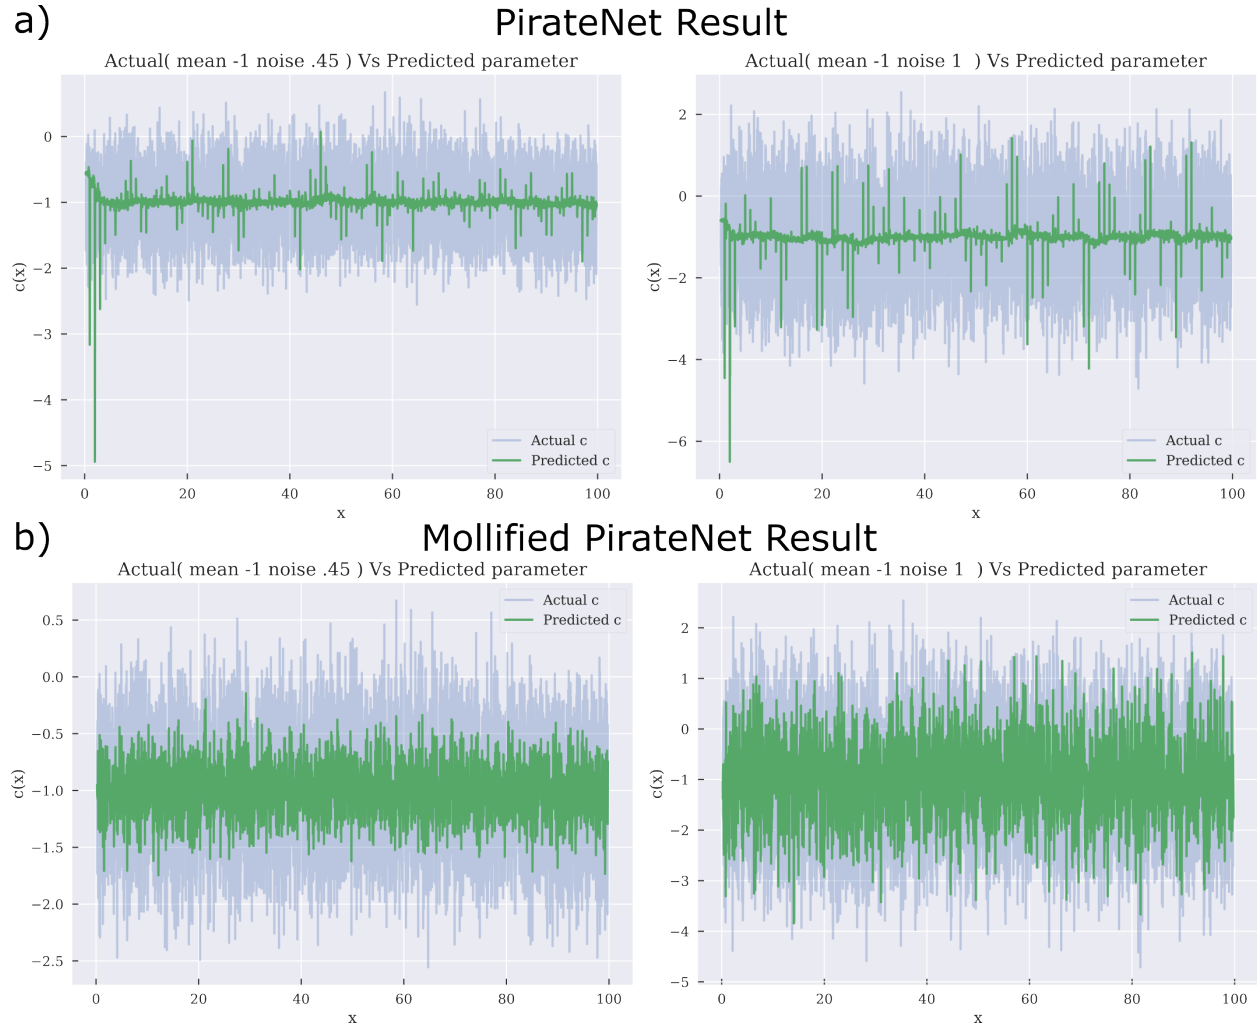 a)
PirateNet Result
Actual( mean -1 noise .45 ) Vs Predicted parameter
0
−1
−2
−3
−4
−5
c(x)
0 20 40 60 80 100
x
Actual c
Predicted c
Actual( mean -1 noise 1  ) Vs Predicted parameter
2
0
−2
−4
−6
c(x)
0 20 40 60 80 100
x
Actual c
Predicted c
b)
Mollified PirateNet Result
Actual( mean -1 noise .45 ) Vs Predicted parameter
Actual c
Predicted c
0.5
0.0
−0.5
−1.0
−1.5
−2.0
−2.5
c(x)
0 20 40 60 80 100
x
Actual( mean -1 noise 1  ) Vs Predicted parameter
Actual c
Predicted c
2
1
0
−1
−2
−3
−4
−5
c(x)
0 20 40 60 80 100
x